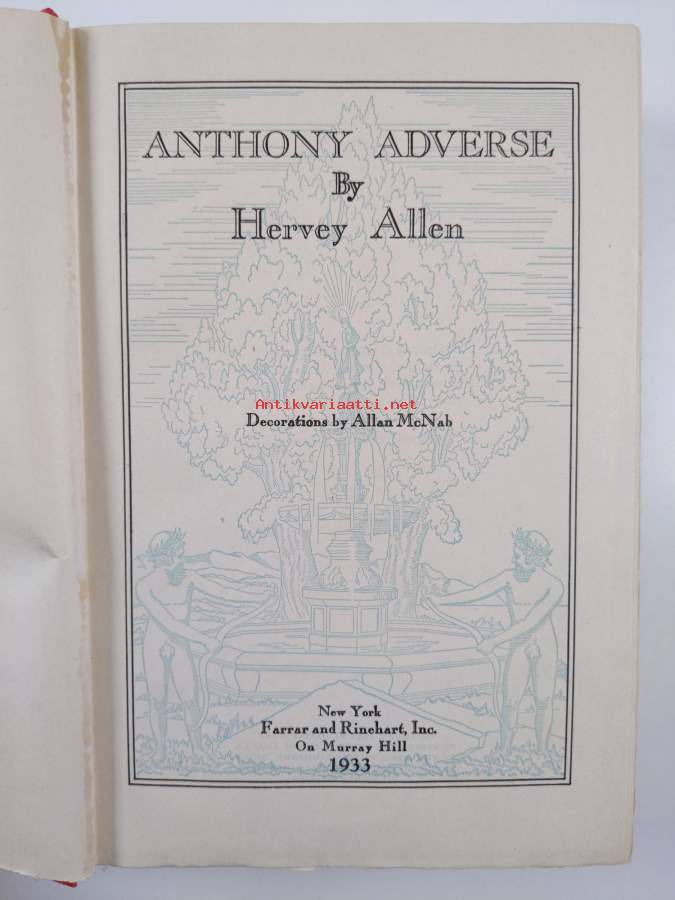 ANTHONY ADVERSE
By
Hervey Allen
Antikvariaatti.net
Decorations by Allan McNab
New York
Farrar and Rinehart, Inc.
On Murray Hill
1933